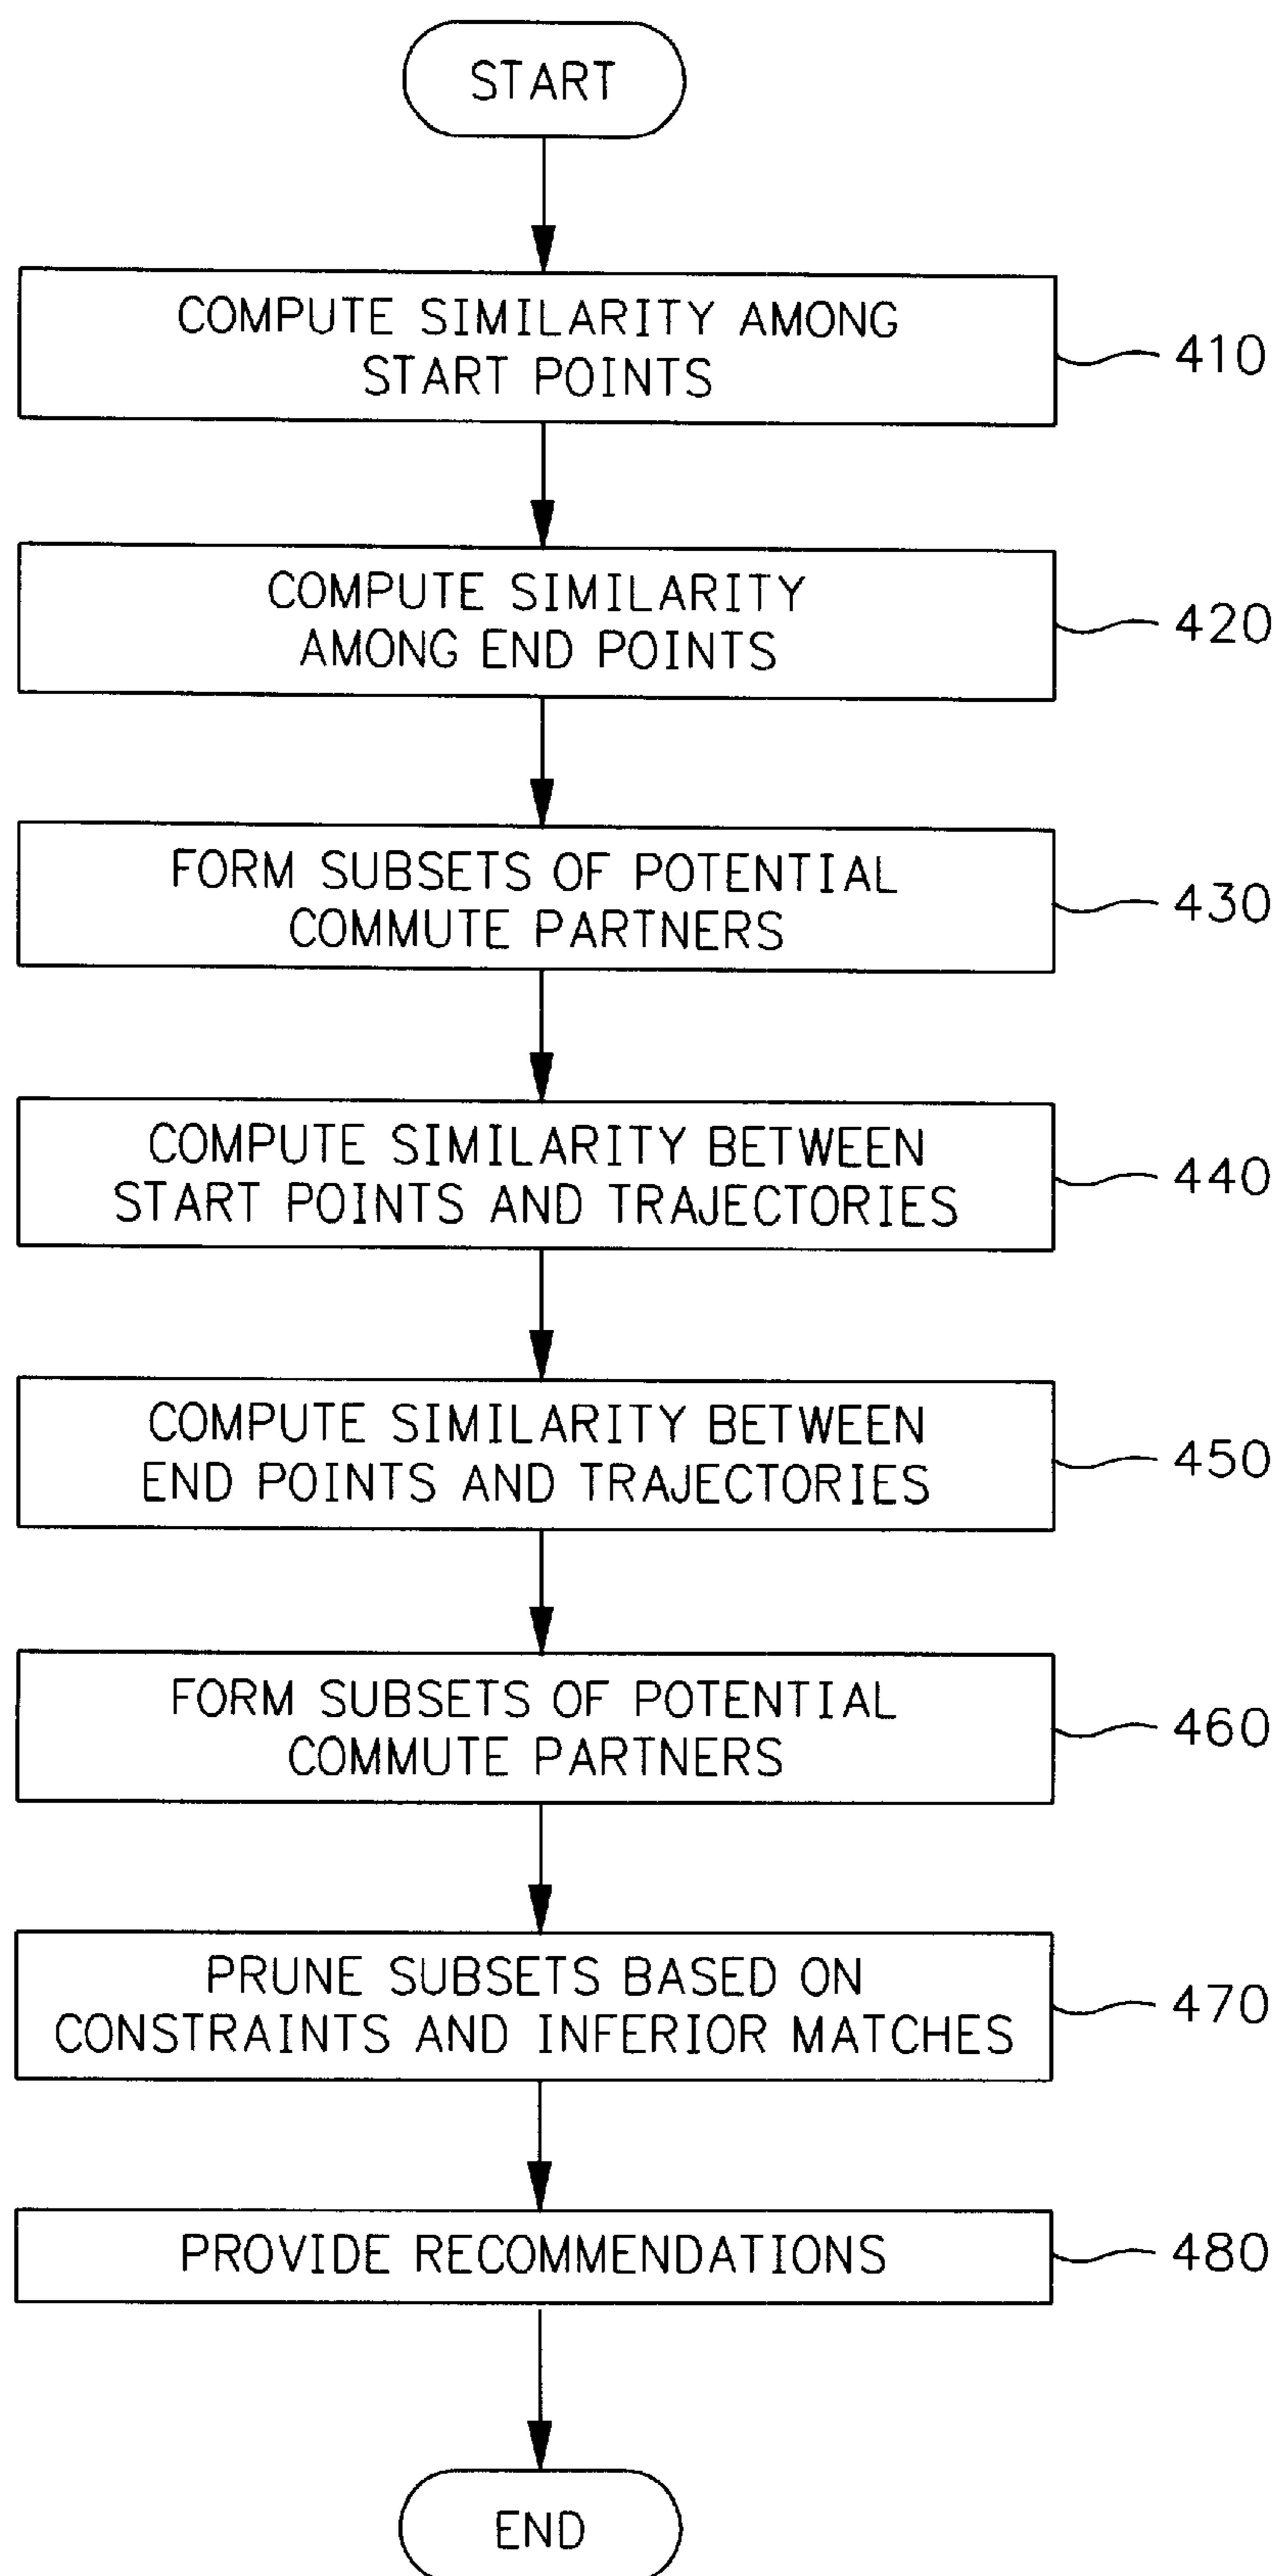 START
COMPUTE SIMILARITY AMONG
START POINTS
410
COMPUTE SIMILARITY
AMONG END POINTS
420
FORM SUBSETS OF POTENTIAL
COMMUTE PARTNERS
430
COMPUTE SIMILARITY BETWEEN
START POINTS AND TRAJECTORIES
440
COMPUTE SIMILARITY BETWEEN
END POINTS AND TRAJECTORIES
450
FORM SUBSETS OF POTENTIAL
COMMUTE PARTNERS
460
PRUNE SUBSETS BASED ON
CONSTRAINTS AND INFERIOR MATCHES
470
PROVIDE RECOMMENDATIONS
480
END